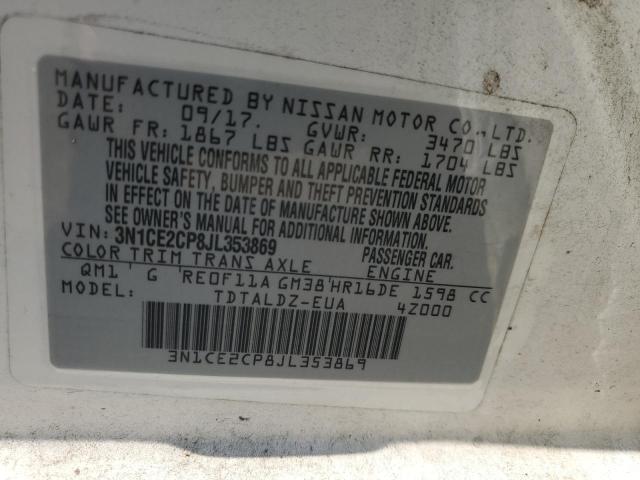 MANUFACTURED BY NISSAN MOTOR CO.,LTD.
DATE: 09/17. GVWR: 3470 LBS
GAWR FR: 1867 LBS GAWR RR: 1704 LBS
THIS VEHICLE CONFORMS TO ALL APPLICABLE FEDERAL MOTOR
VEHICLE SAFETY, BUMPER AND THEFT PREVENTION STANDARDS
IN EFFECT ON THE DATE OF MANUFACTURE SHOWN ABOVE.
SEE OWNER'S MANUAL FOR ADDITIONAL INFORMATION.
VIN: 3N1CE2CP8JL353869 PASSENGER CAR.
COLOR TRIM TRANS AXLE ENGINE
QM1 G RE0F11A GM38 HR16DE 1598 CC
TDTALDZ-EUA 4Z000
3N1CE2CP8JL353869